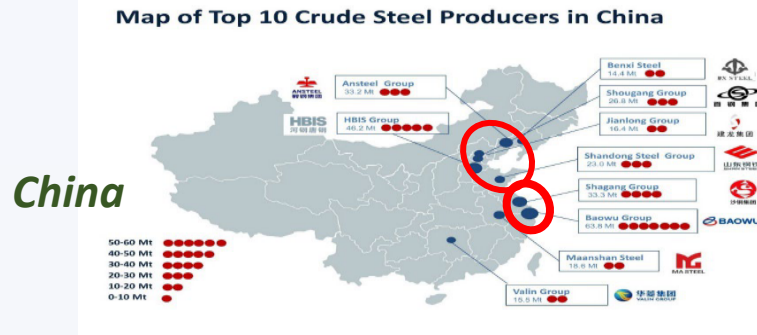 Map of Top 10 Crude Steel Producers in China
Benxi Steel
14.4 Mt
BX STEEL
Ansteel Group
33.2 Mt
ANSTEEL
鞍钢集团
Shougang Group
26.8 Mt
首钢集团
HBIS
河钢集团
HBIS Group
46.2 Mt
Jianlong Group
16.4 Mt
建龙集团
Shandong Steel Group
23.0 Mt
山东钢铁
China
Shagang Group
33.3 Mt
沙钢集团
Baowu Group
63.8 Mt
BAOWU
50-60 Mt
40-50 Mt
30-40 Mt
20-30 Mt
10-20 Mt
0-10 Mt
Maanshan Steel
18.6 Mt
MA STEEL
Valin Group
15.5 Mt
华菱集团
VALIN GROUP